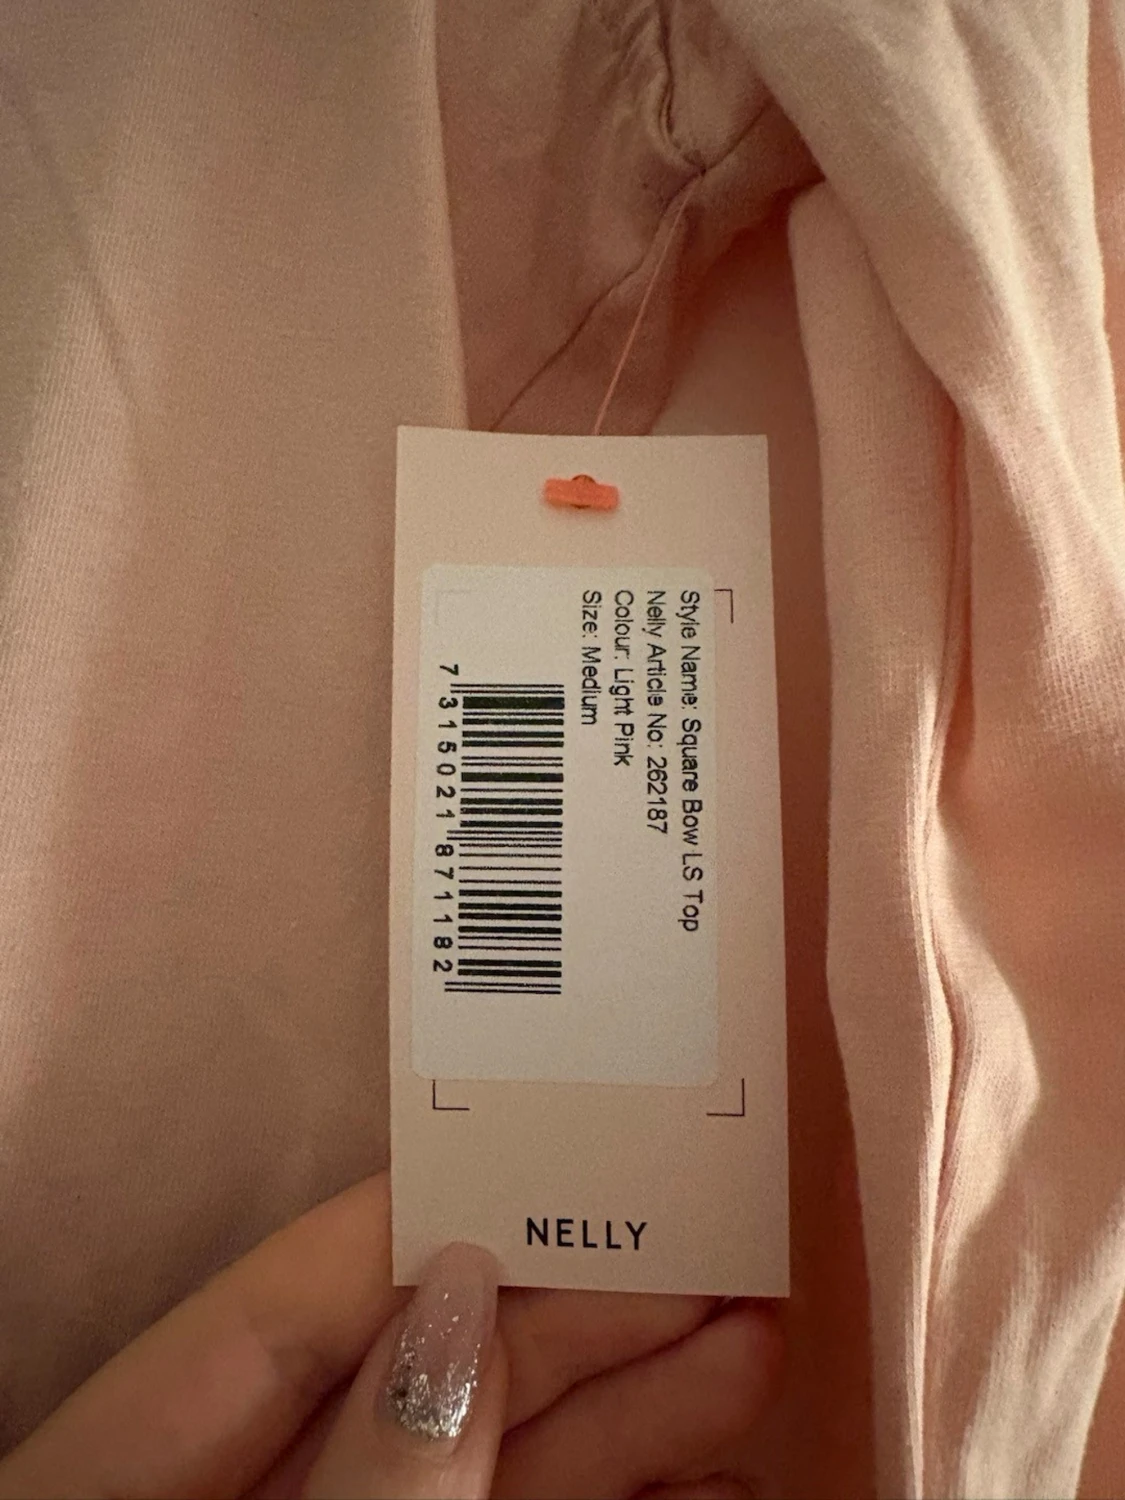 Style Name: Square Bow LS Top
Nelly Article No: 262187
Colour: Light Pink
Size: Medium
7 315021 871182
NELLY